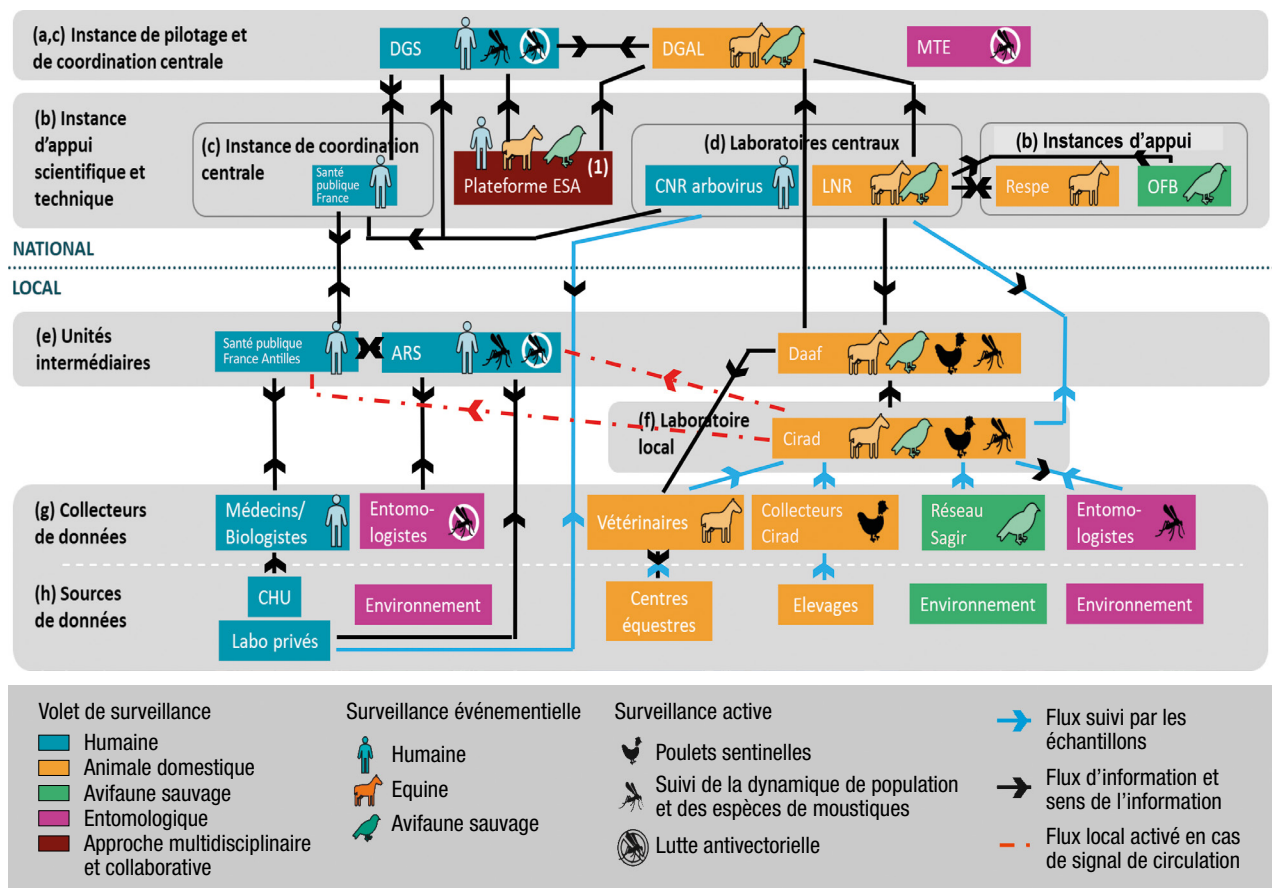 (a,c) Instance de pilotage et
de coordination centrale
DGS
DGAL
MTE
(b) Instance
d'appui
scientifique et
technique
(c) Instance de coordination
centrale
Santé
publique
France
(1)
Plateforme ESA
(d) Laboratoires centraux
CNR arbovirus
LNR
(b) Instances d'appui
Respe
OFB
NATIONAL
LOCAL
(e) Unités
intermédiaires
Santé publique
France Antilles
ARS
Daaf
(f) Laboratoire
local
Cirad
(g) Collecteurs
de données
Médecins/
Biologistes
Entomo-
logistes
Vétérinaires
Collecteurs
Cirad
Réseau
Sagir
Entomo-
logistes
(h) Sources
de données
CHU
Labo privés
Environnement
Centres
équestres
Elevages
Environnement
Environnement
Volet de surveillance
Humaine
Animale domestique
Avifaune sauvage
Entomologique
Approche multidisciplinaire
et collaborative
Surveillance événementielle
Humaine
Equine
Avifaune sauvage
Surveillance active
Poulets sentinelles
Suivi de la dynamique de population
et des espèces de moustiques
Lutte antivectorielle
Flux suivi par les
échantillons
Flux d'information et
sens de l'information
Flux local activé en cas
de signal de circulation